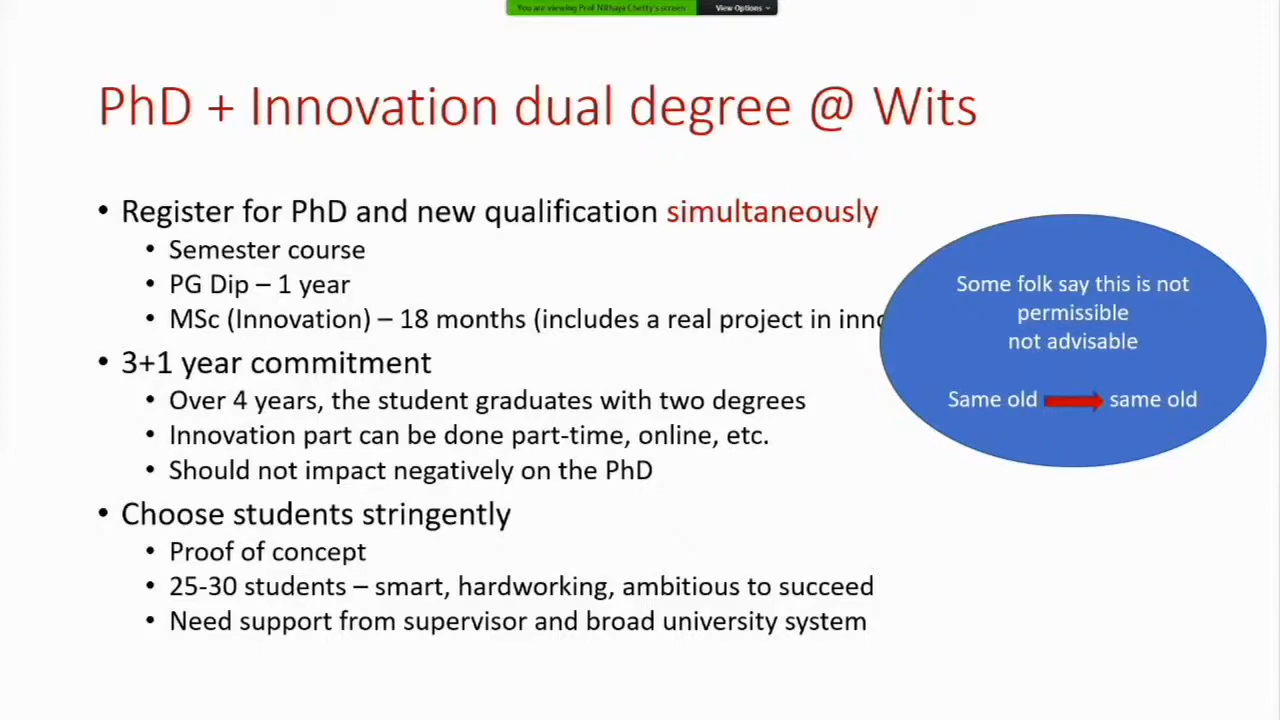 You are viewing Prof Nithaya Chetty's screen
View Options
PhD + Innovation dual degree @ Wits
• Register for PhD and new qualification simultaneously
• Semester course
• PG Dip – 1 year
• MSc (Innovation) – 18 months (includes a real project in
• 3+1 year commitment
• Over 4 years, the student graduates with two degrees
• Innovation part can be done part-time, online, etc.
• Should not impact negatively on the PhD
• Choose students stringently
• Proof of concept
• 25-30 students – smart, hardworking, ambitious to succeed
• Need support from supervisor and broad university system
Some folk say this is not
permissible
not advisable
Same old same old